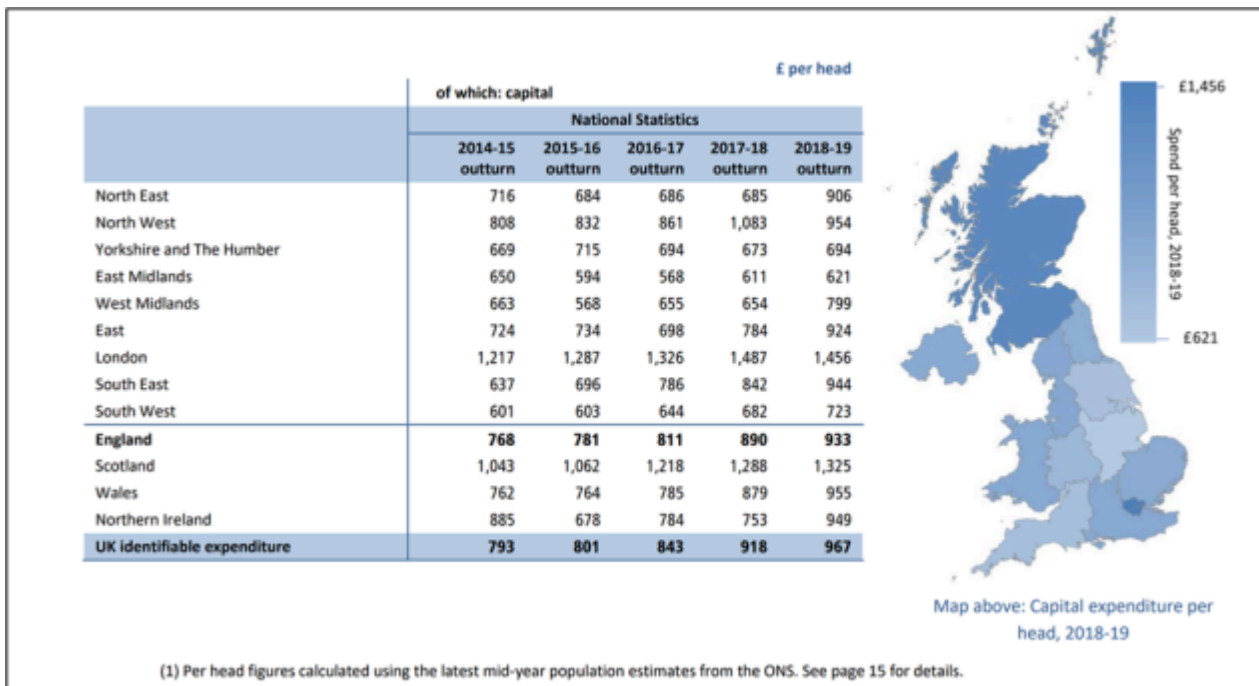 £ per head
of which: capital
National Statistics
2014-15 2015-16 2016-17 2017-18 2018-19
outturn outturn outturn outturn outturn
North East 716 684 686 685 906
North West 808 832 861 1,083 954
Yorkshire and The Humber 669 715 694 673 694
East Midlands 650 594 568 611 621
West Midlands 663 568 655 654 799
East 724 734 698 784 924
London 1,217 1,287 1,326 1,487 1,456
South East 637 696 786 842 944
South West 601 603 644 682 723
England 768 781 811 890 933
Scotland 1,043 1,062 1,218 1,288 1,325
Wales 762 764 785 879 955
Northern Ireland 885 678 784 753 949
UK identifiable expenditure 793 801 843 918 967
£1,456
Spend per head, 2018-19
£621
Map above: Capital expenditure per
head, 2018-19
(1) Per head figures calculated using the latest mid-year population estimates from the ONS. See page 15 for details.